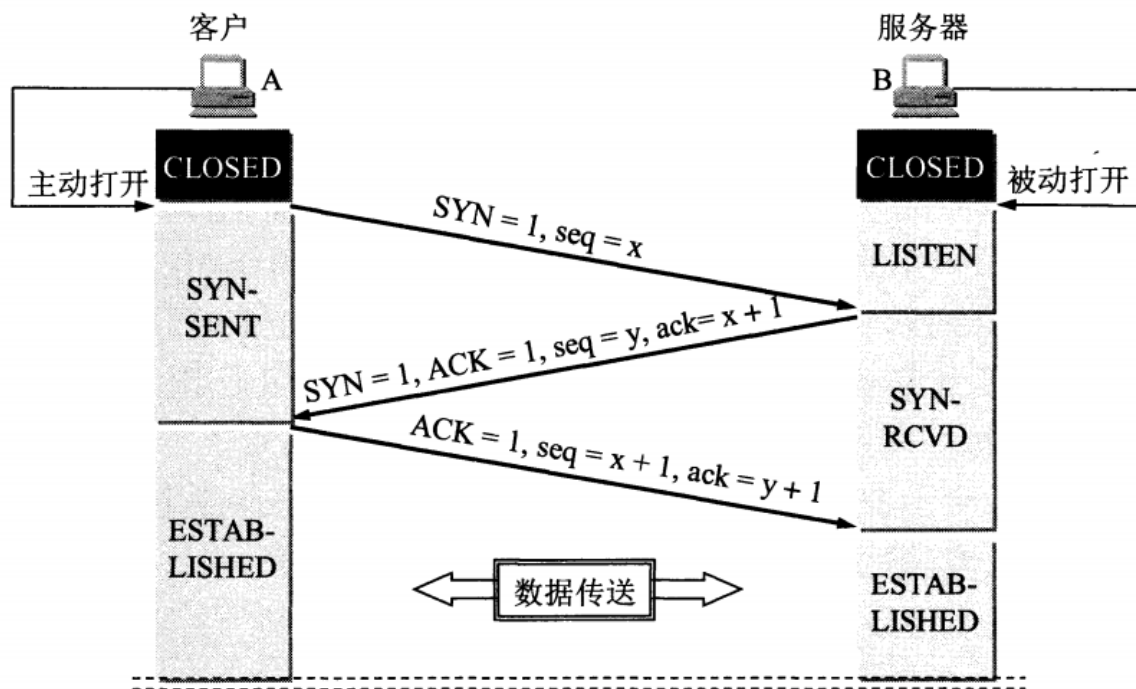 客户
服务器
A
B
CLOSED
CLOSED
主动打开
被动打开
SYN = 1, seq = x
LISTEN
SYN-
SENT
SYN = 1, ACK = 1, seq = y, ack= x + 1
SYN-
RCVD
ACK = 1, seq = x + 1, ack = y + 1
ESTAB-
LISHED
数据传送
ESTAB-
LISHED